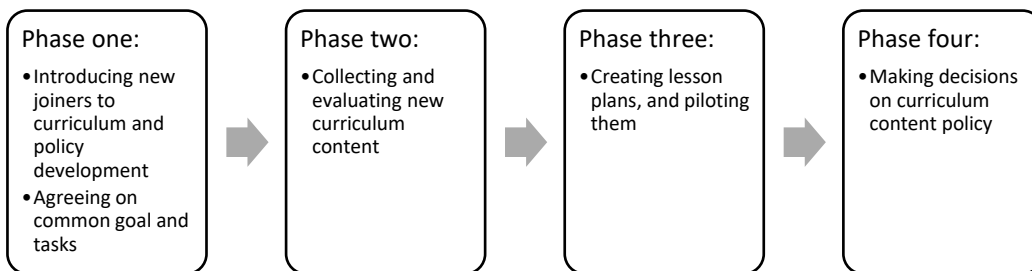 Phase one:
•Introducing new
joiners to
curriculum and
policy
development
•Agreeing on
common goal and
tasks
Phase two:
•Collecting and
evaluating new
curriculum
content
Phase three:
•Creating lesson
plans, and piloting
them
Phase four:
•Making decisions
on curriculum
content policy